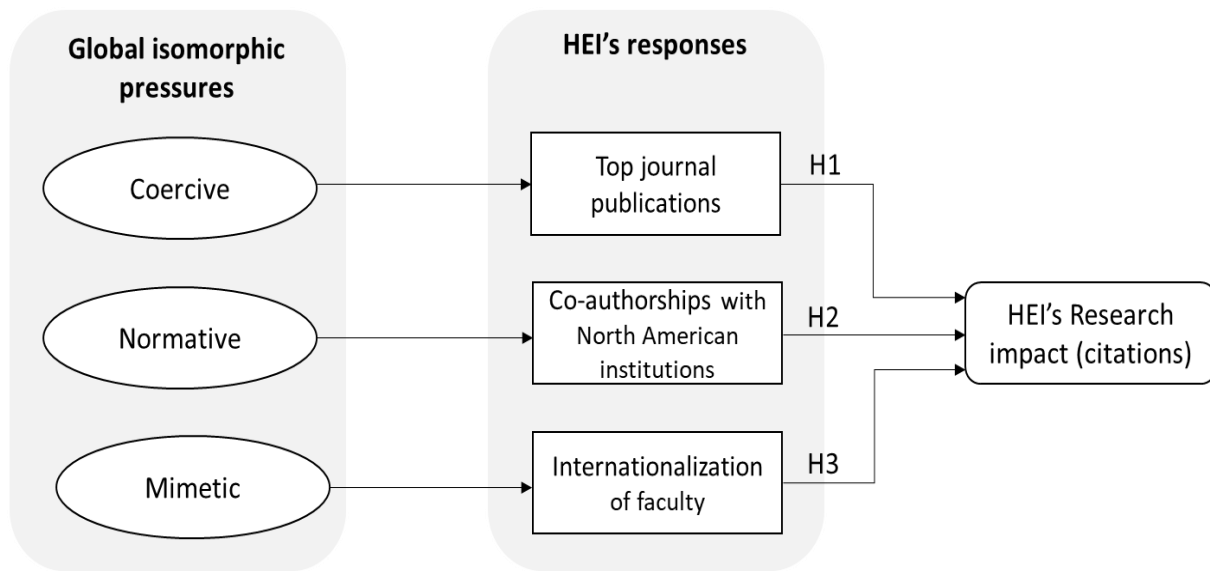 Global isomorphic
pressures
HEI's responses
Coercive
Top journal
publications
H1
Normative
Co-authorships with
North American
institutions
H2
HEI's Research
impact (citations)
Mimetic
Internationalization
of faculty
H3